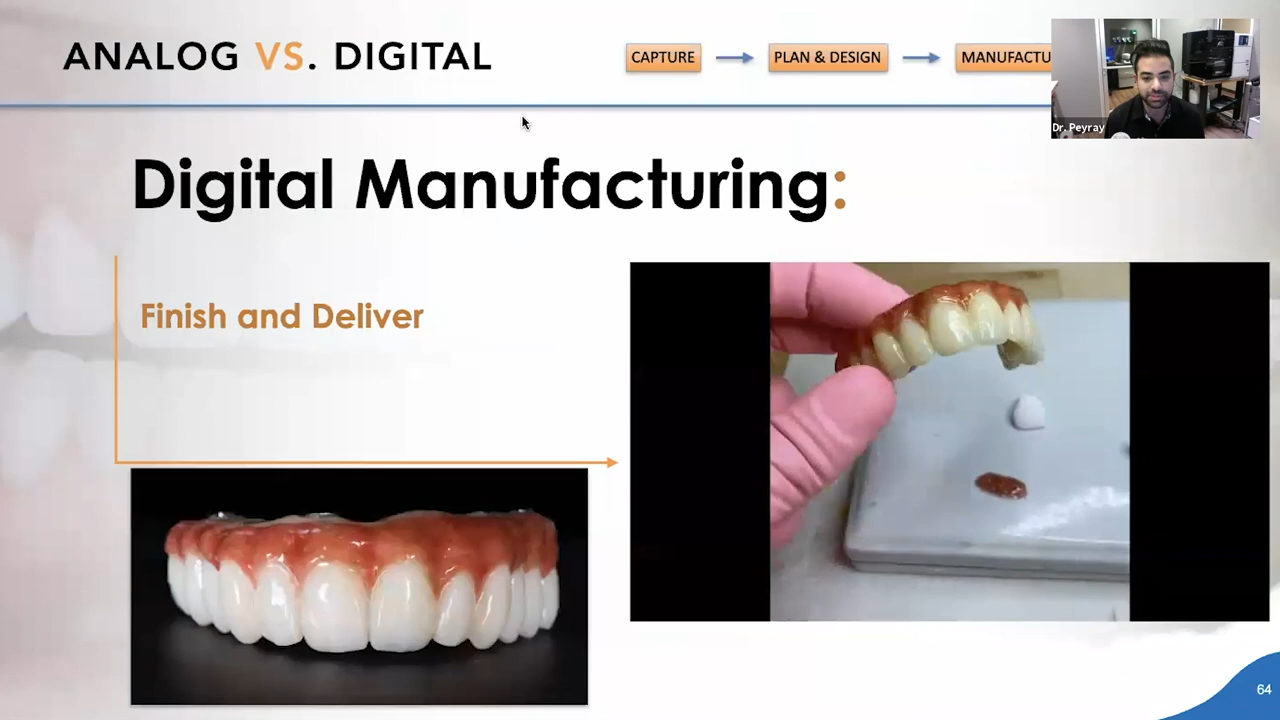 ANALOG VS. DIGITAL
CAPTURE
PLAN & DESIGN
MANUFACTU
Dr. Peyray
Digital Manufacturing:
Finish and Deliver
64